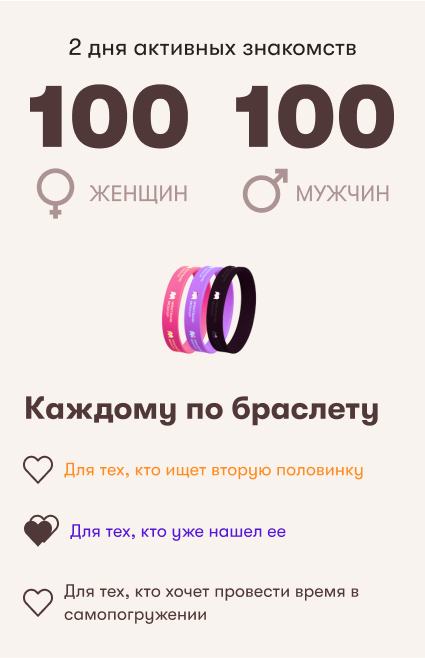 2 дня активных знакомств
100 100
ЖЕНЩИН МУЖЧИН
Каждому по браслету
Для тех, кто ищет вторую половинку
Для тех, кто уже нашел ее
Для тех, кто хочет провести время в
самопогружении